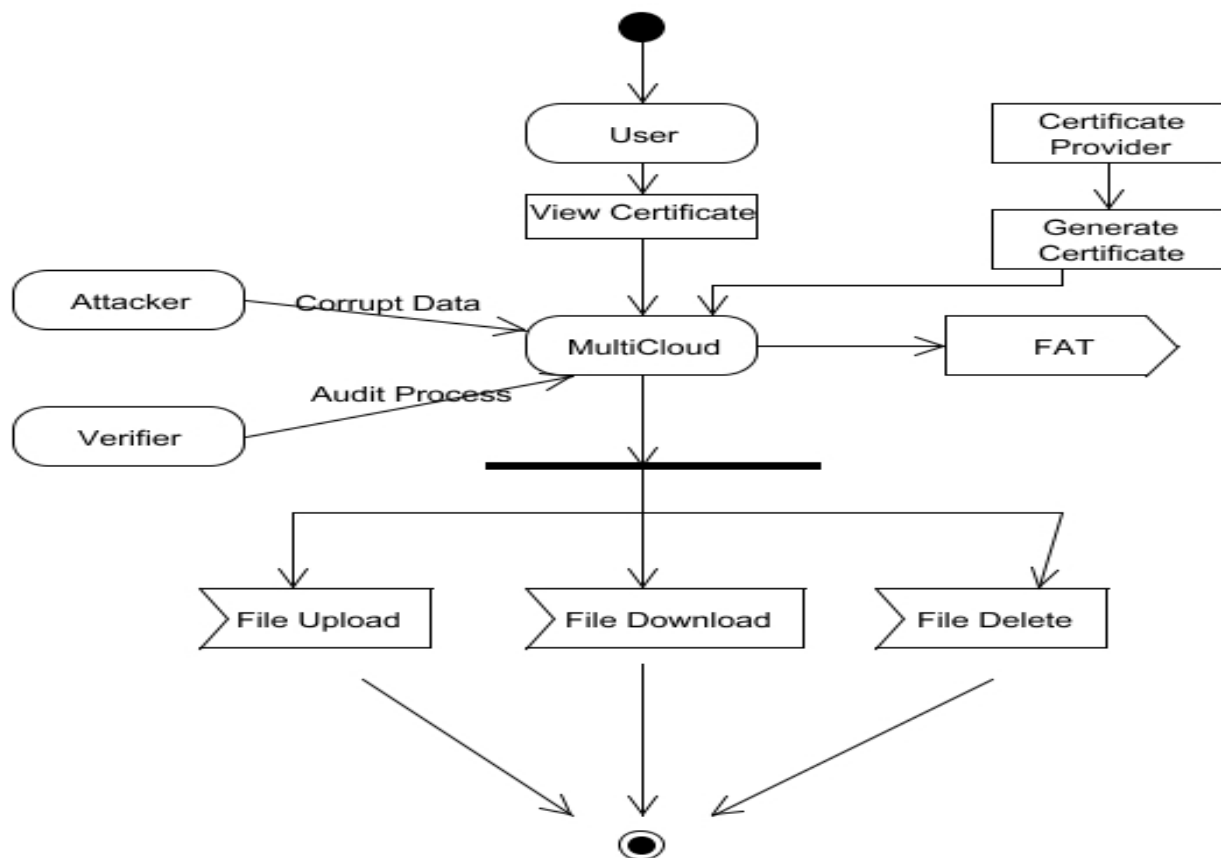 User
Certificate
Provider
View Certificate
Generate
Certificate
Attacker
Corrupt Data
MultiCloud
FAT
Audit Process
Verifier
File Upload
File Download
File Delete